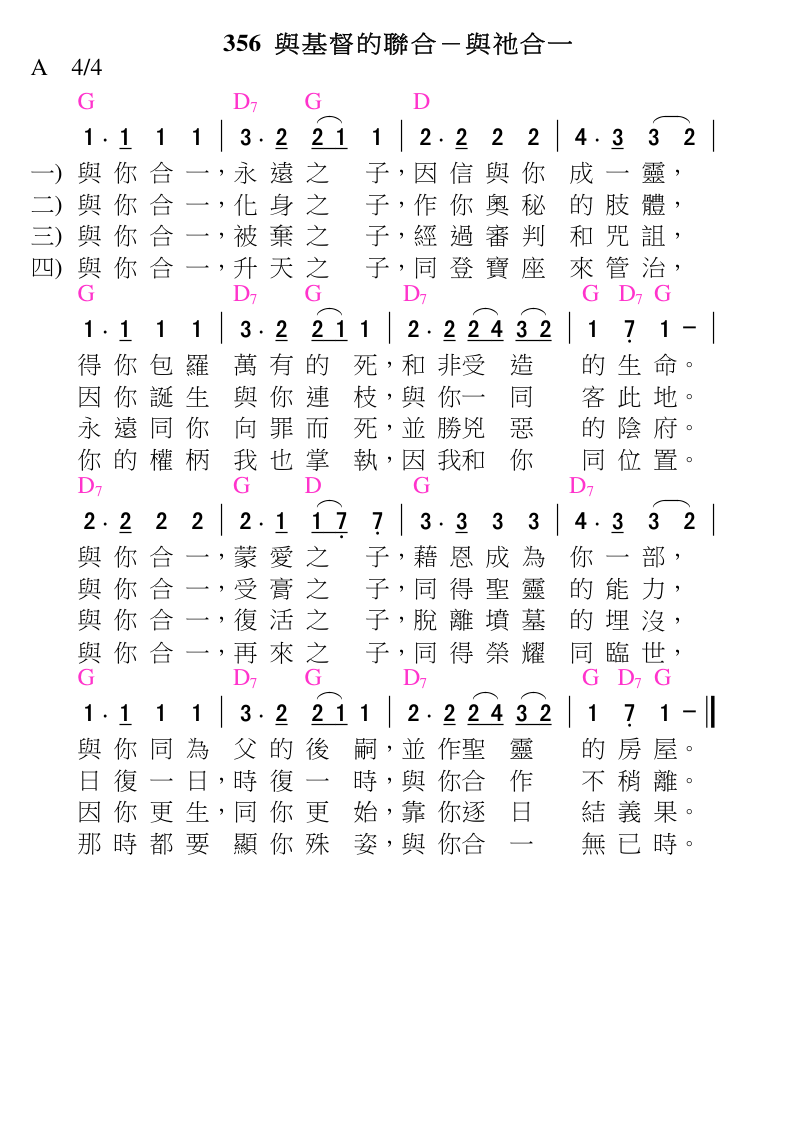 356 與基督的聯合－與祂合一
A 4/4
G D7 G D
1 · 1 1 1 | 3 · 2 2 1 1 | 2 · 2 2 2 | 4 · 3 3 2 |
一) 與你合一，永遠之子，因信與你成一靈，
二) 與你合一，化身之子，作你奧秘的肢體，
三) 與你合一，被棄之子，經過審判和咒詛，
四) 與你合一，升天之子，同登寶座來管治，
G D7 G D7 G D7 G
1 · 1 1 1 | 3 · 2 2 1 1 | 2 · 2 2 4 3 2 | 1 7 1 － |
得你包羅萬有的死，和非受造的生命。
因你誕生與你連枝，與你一同客此地。
永遠同你向罪而死，並勝兇惡的陰府。
你的權柄我也掌執，因我和你同位置。
D7 G D G D7
2 · 2 2 2 | 2 · 1 1 7 7 | 3 · 3 3 3 | 4 · 3 3 2 |
與你合一，蒙愛之子，藉恩成為你一部，
與你合一，受膏之子，同得聖靈的能力，
與你合一，復活之子，脫離墳墓的埋沒，
與你合一，再來之子，同得榮耀同臨世，
G D7 G D7 G D7 G
1 · 1 1 1 | 3 · 2 2 1 1 | 2 · 2 2 4 3 2 | 1 7 1 － ‖
與你同為父的後嗣，並作聖靈的房屋。
日復一日，時復一時，與你合作不稍離。
因你更生，同你更始，靠你逐日結義果。
那時都要顯你殊姿，與你合一無已時。